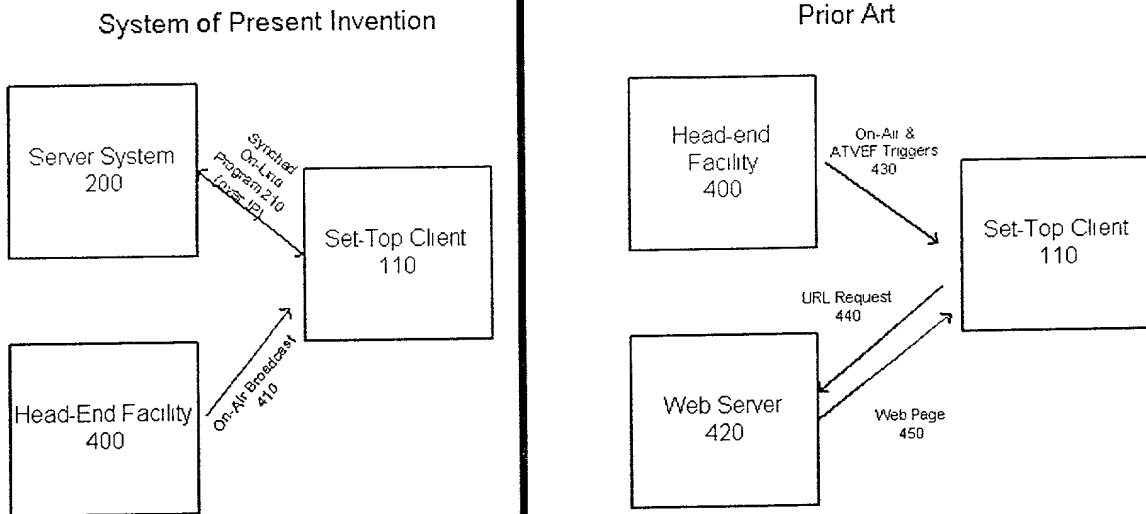 System of Present Invention
Server System
200
Synched
On-Line
Program 210
(over IP)
Set-Top Client
110
Head-End Facility
400
On-Air Broadcast
410
Prior Art
Head-end
Facility
400
On-Air &
ATVEF Triggers
430
Set-Top Client
110
URL Request
440
Web Server
420
Web Page
450